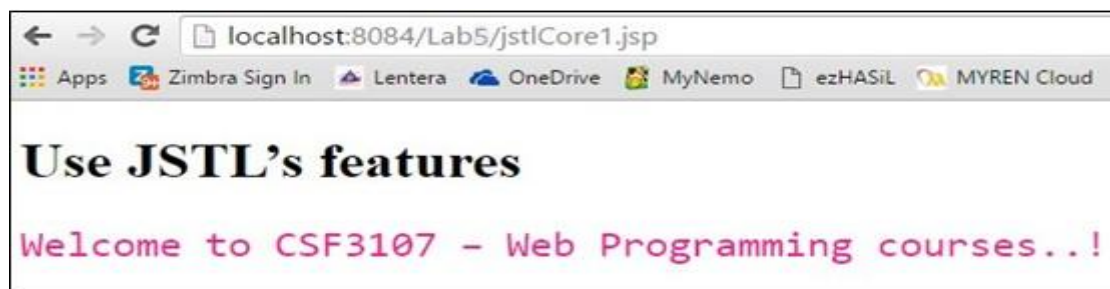 localhost:8084/Lab5/jstlCore1.jsp
Apps Zimbra Sign In Lentera OneDrive MyNemo ezHASiL MYREN Cloud
Use JSTL’s features
Welcome to CSF3107 – Web Programming courses..!